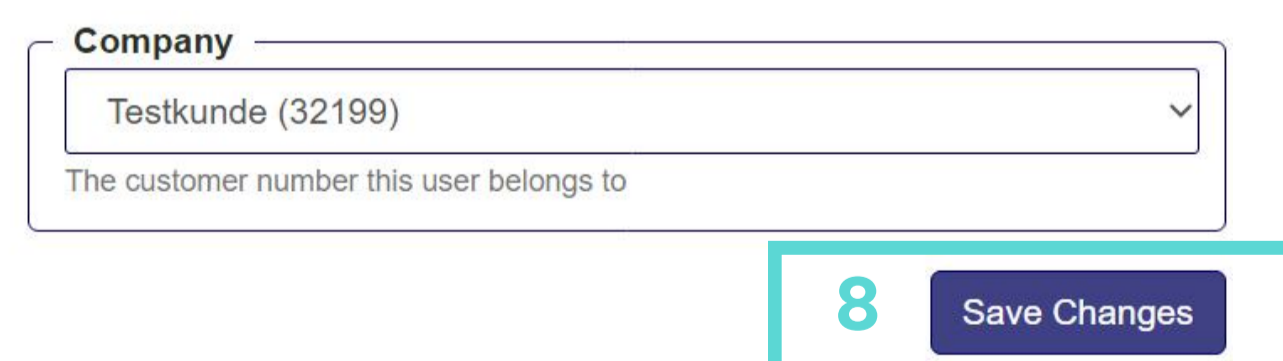 Company
Testkunde (32199)
The customer number this user belongs to
8
Save Changes